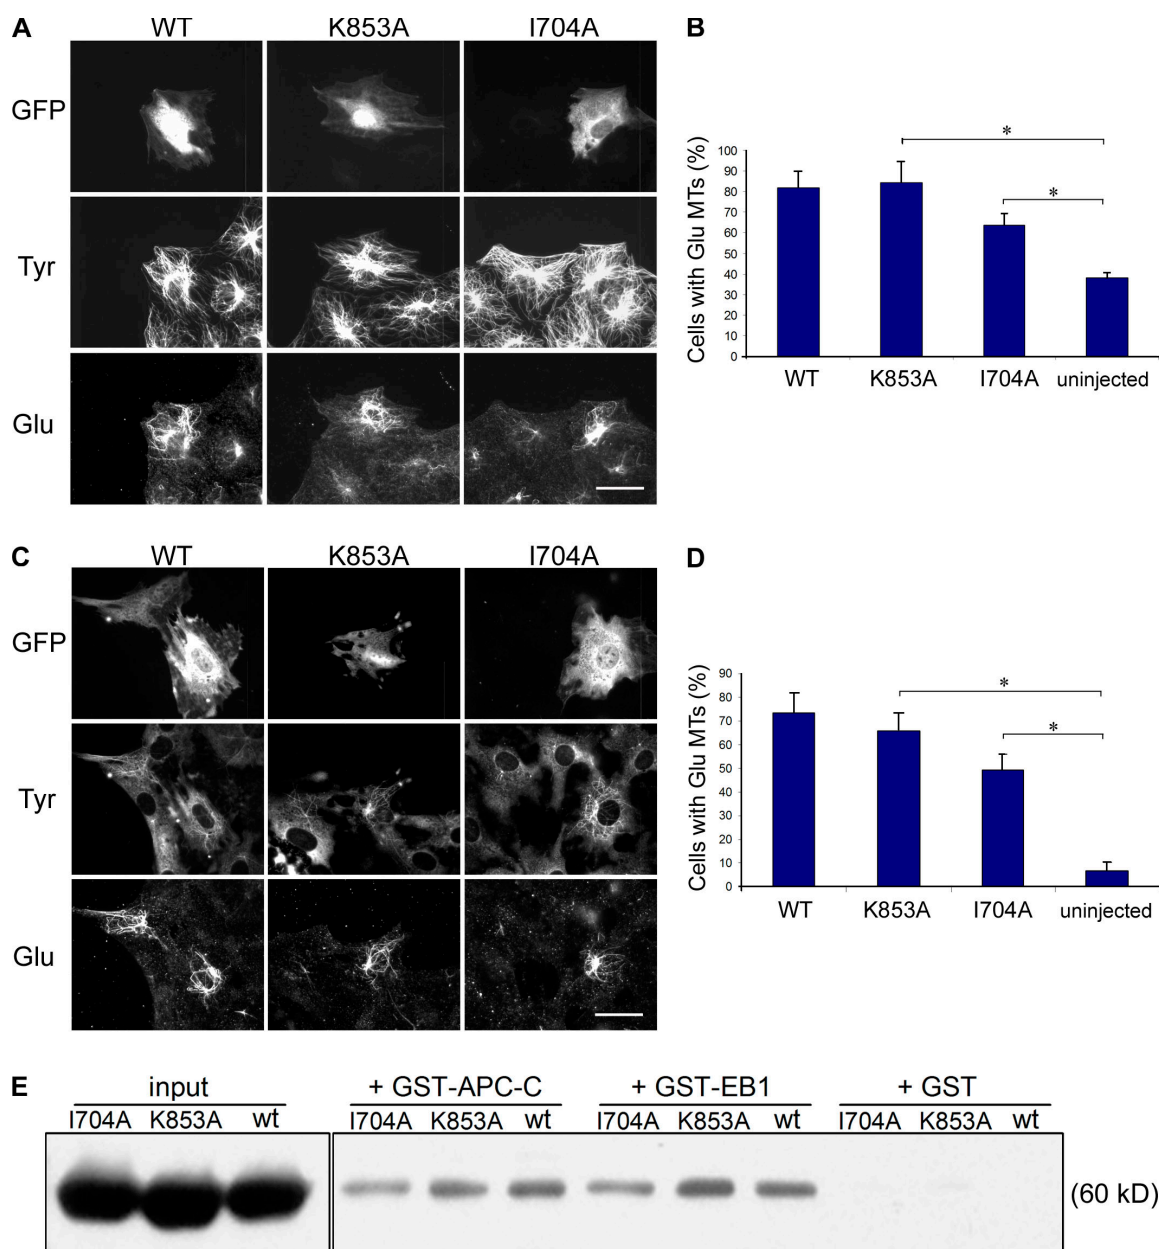 A
WT K853A I704A
GFP
Tyr
Glu
B
Cells with Glu MTs (%)
100
90
80
70
60
50
40
30
20
10
0
* *
WT K853A I704A uninjected
C
WT K853A I704A
GFP
Tyr
Glu
D
Cells with Glu MTs (%)
90
80
70
60
50
40
30
20
10
0
* *
WT K853A I704A uninjected
E
input + GST-APC-C + GST-EB1 + GST
I704A K853A wt I704A K853A wt I704A K853A wt I704A K853A wt
(60 kD)